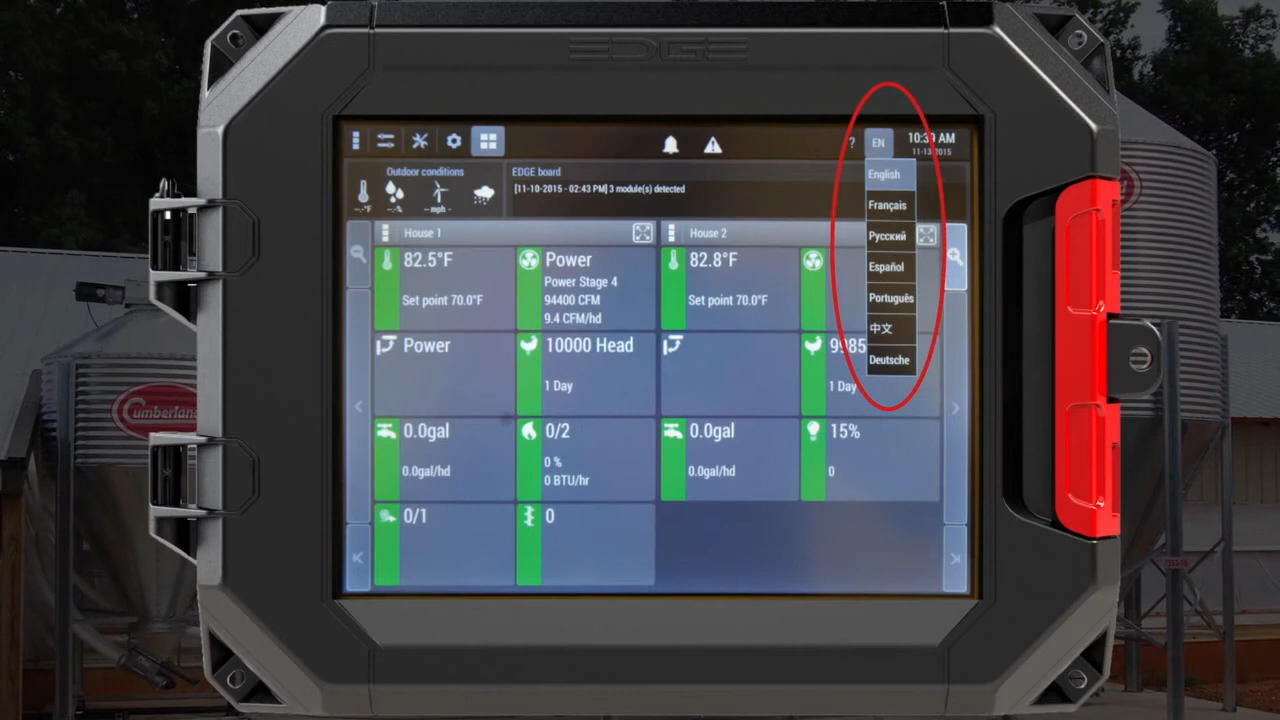 EDGE
? EN 10:39 AM
11-13-2015
Outdoor conditions
--.-°F --.-% -- mph -
EDGE board
[11-10-2015 - 02:43 PM] 3 module(s) detected
English
Français
Русский
Español
Português
中文
Deutsche
House 1
82.5°F
Set point 70.0°F
Power
Power Stage 4
94400 CFM
9.4 CFM/hd
Power
10000 Head
1 Day
0.0gal
0.0gal/hd
0/2
0 %
0 BTU/hr
0/1
0
House 2
82.8°F
Set point 70.0°F
9985
1 Day
0.0gal
0.0gal/hd
15%
0
Cumberland